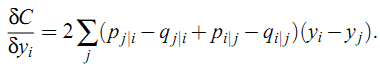 δC/δy_i = 2 ∑_j (p_{j|i} − q_{j|i} + p_{i|j} − q_{i|j})(y_i − y_j).